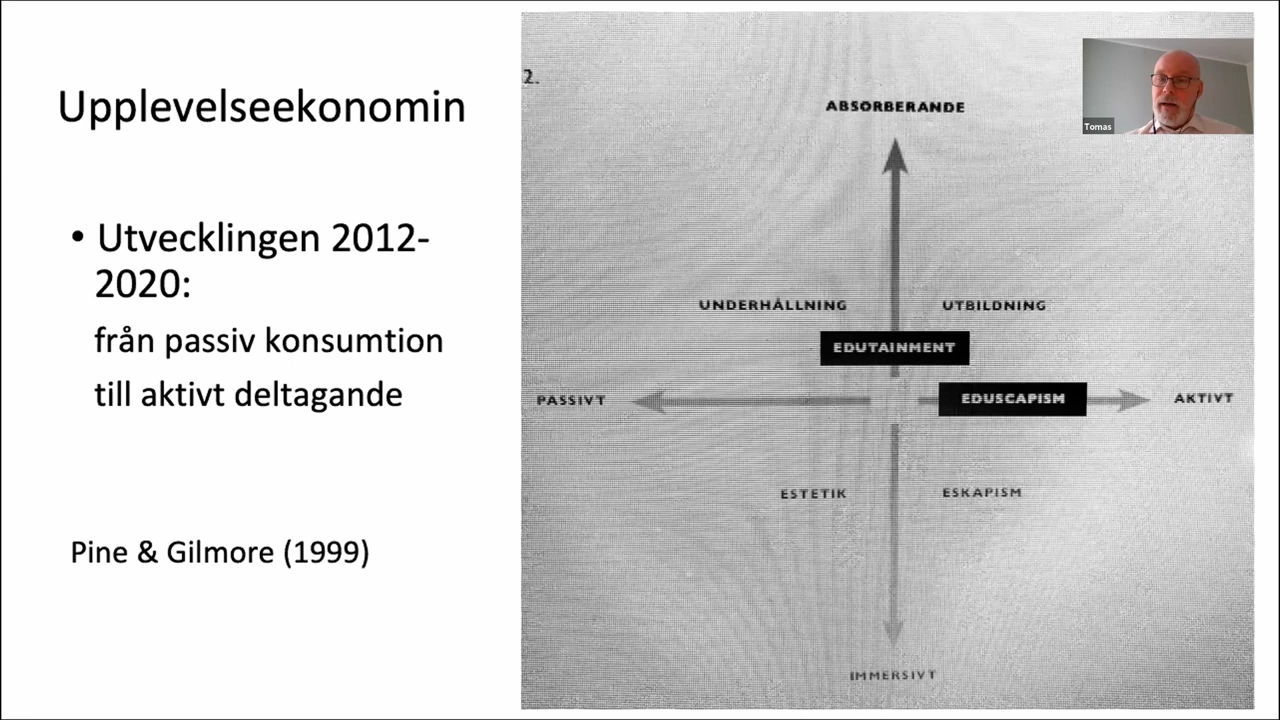 Upplevelseekonomin
• Utvecklingen 2012-
2020:
från passiv konsumtion
till aktivt deltagande
Pine & Gilmore (1999)
2.
ABSORBERANDE
Tomas
UNDERHÅLLNING
UTBILDNING
EDUTAINMENT
PASSIVT
EDUSCAPISM
AKTIVT
ESTETIK
ESKAPISM
IMMERSIVT